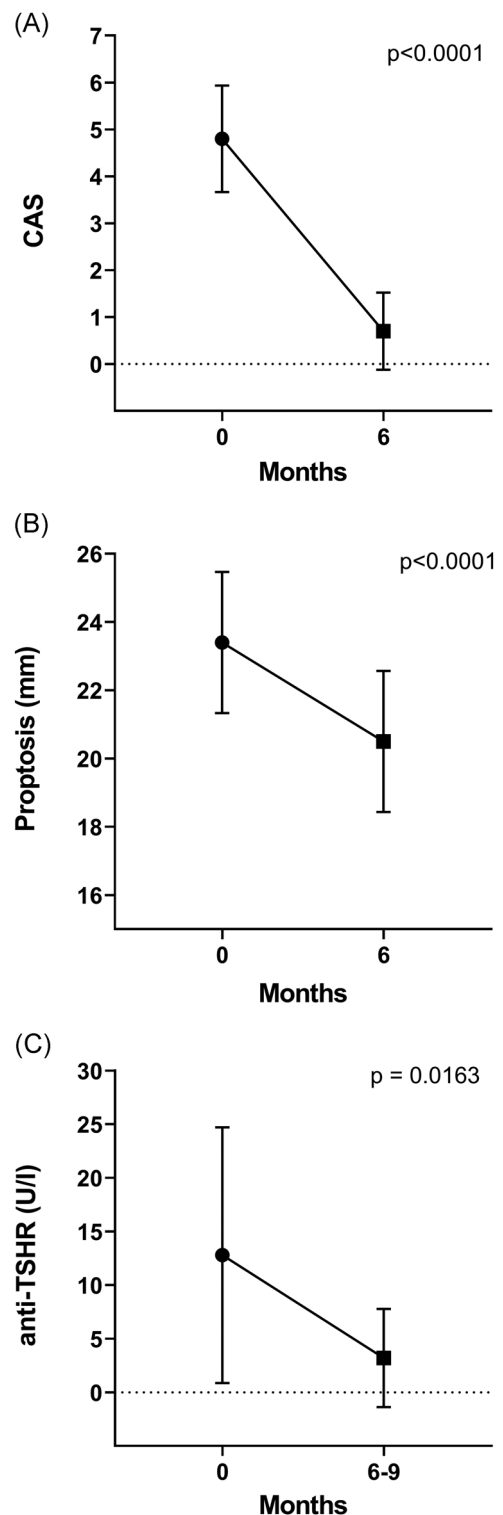 (A)
p<0.0001
CAS
7
6
5
4
3
2
1
0
0 6
Months
(B)
p<0.0001
Proptosis (mm)
26
24
22
20
18
16
0 6
Months
(C)
p = 0.0163
anti-TSHR (U/l)
30
25
20
15
10
5
0
0 6-9
Months